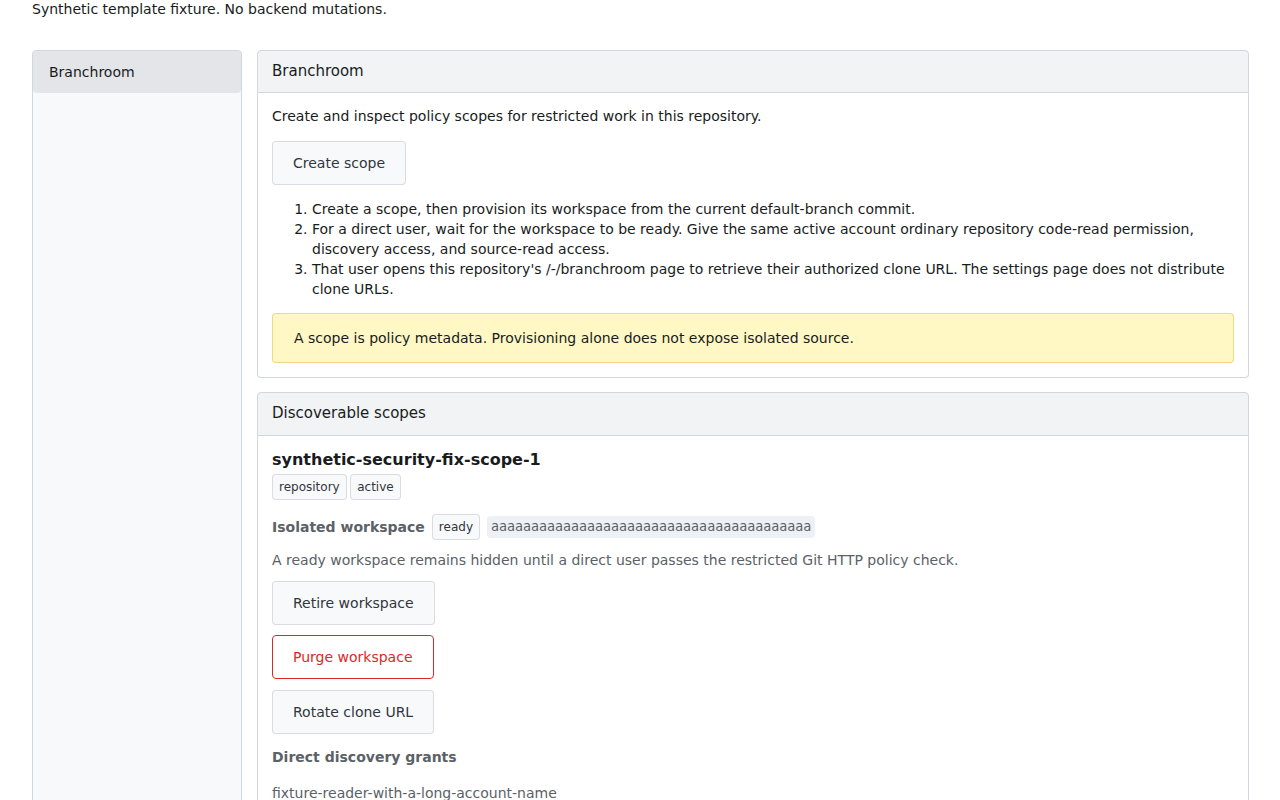 Synthetic template fixture. No backend mutations.
Branchroom
Branchroom
Create and inspect policy scopes for restricted work in this repository.
Create scope
1. Create a scope, then provision its workspace from the current default-branch commit.
2. For a direct user, wait for the workspace to be ready. Give the same active account ordinary repository code-read permission,
discovery access, and source-read access.
3. That user opens this repository's /-/branchroom page to retrieve their authorized clone URL. The settings page does not distribute
clone URLs.
A scope is policy metadata. Provisioning alone does not expose isolated source.
Discoverable scopes
synthetic-security-fix-scope-1
repository active
Isolated workspace ready aaaaaaaaaaaaaaaaaaaaaaaaaaaaaaaaaaaaaaaa
A ready workspace remains hidden until a direct user passes the restricted Git HTTP policy check.
Retire workspace
Purge workspace
Rotate clone URL
Direct discovery grants
fixture-reader-with-a-long-account-name